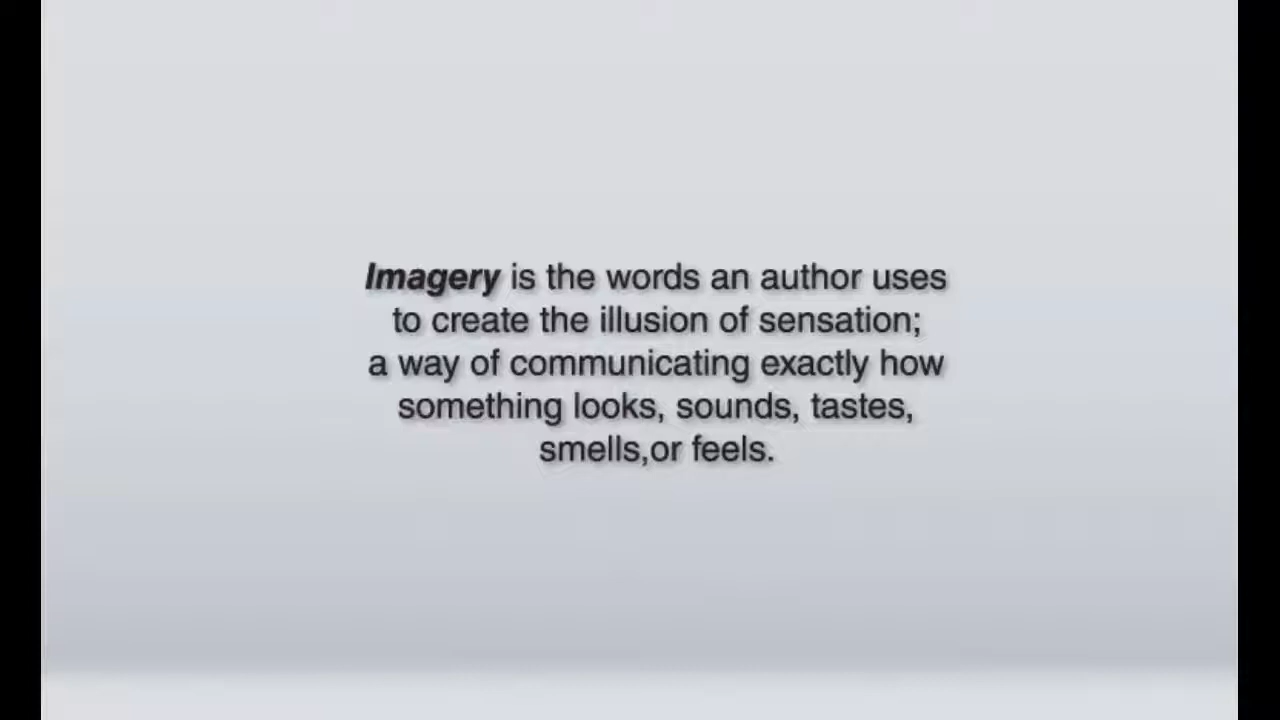 Imagery is the words an author uses
to create the illusion of sensation;
a way of communicating exactly how
something looks, sounds, tastes,
smells,or feels.